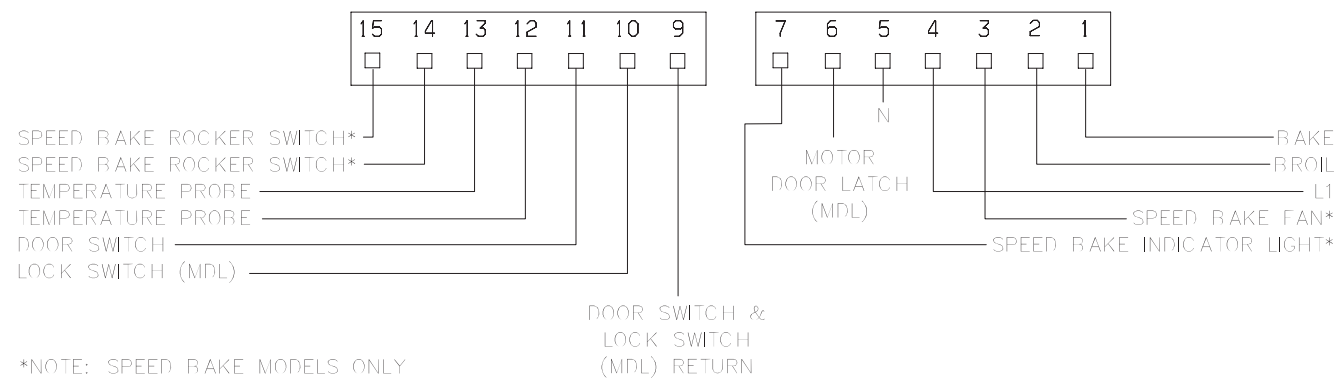 15 14 13 12 11 10 9
7 6 5 4 3 2 1
N
SPEED BAKE ROCKER SWITCH*
SPEED BAKE ROCKER SWITCH*
TEMPERATURE PROBE
TEMPERATURE PROBE
DOOR SWITCH
LOCK SWITCH (MDL)
MOTOR
DOOR LATCH
(MDL)
BAKE
BROIL
L1
SPEED BAKE FAN*
SPEED BAKE INDICATOR LIGHT*
DOOR SWITCH &
LOCK SWITCH
(MDL) RETURN
*NOTE: SPEED BAKE MODELS ONLY